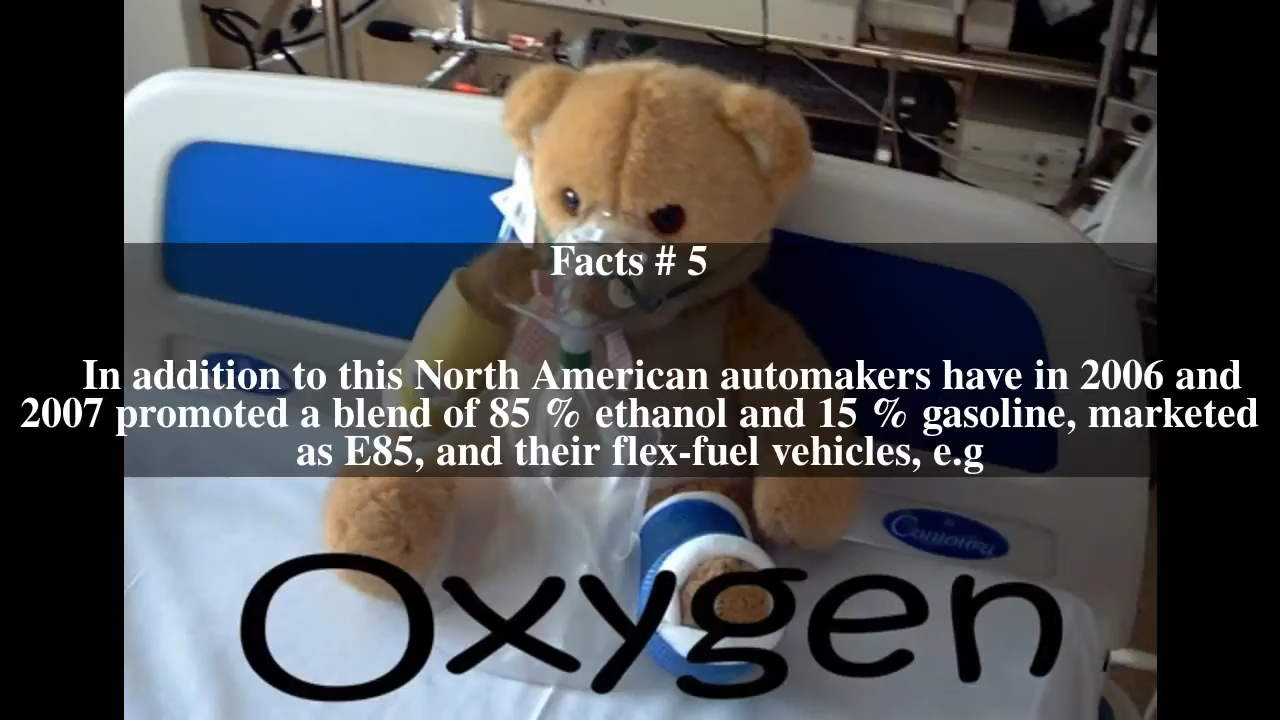 Facts # 5
In addition to this North American automakers have in 2006 and
2007 promoted a blend of 85 % ethanol and 15 % gasoline, marketed
as E85, and their flex-fuel vehicles, e.g
Contoura
Oxygen